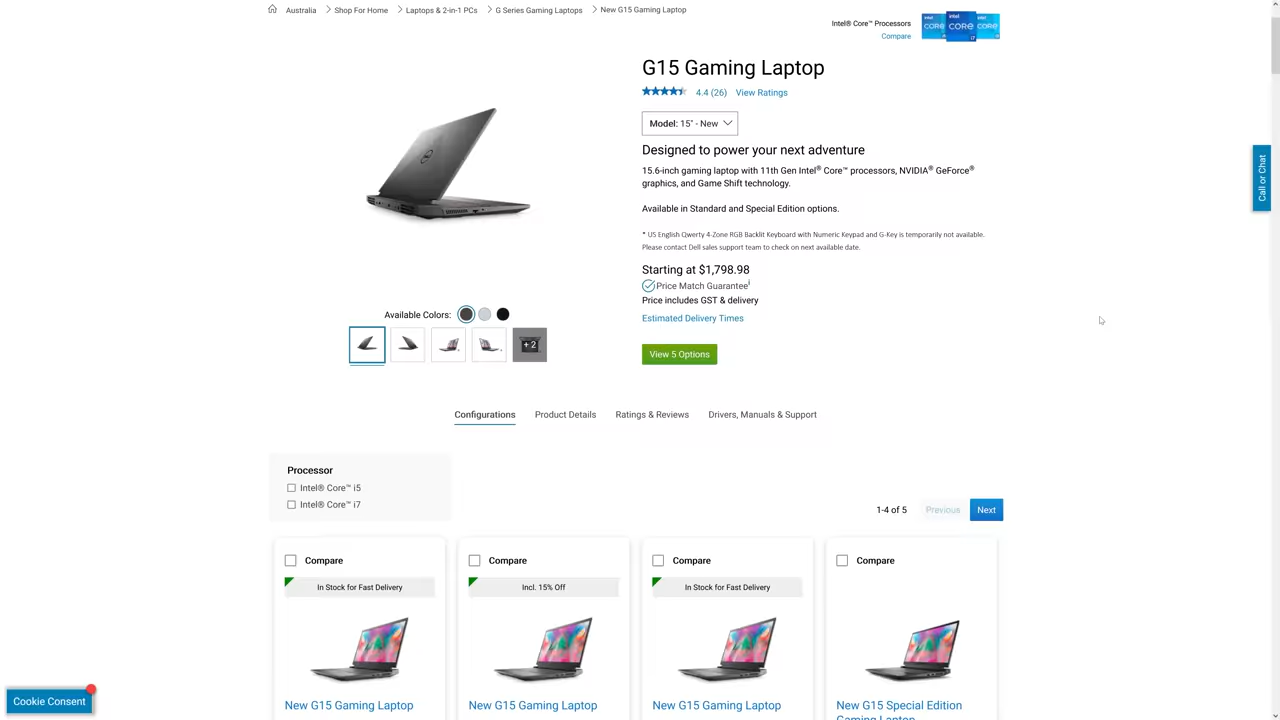 Australia > Shop For Home > Laptops & 2-in-1 PCs > G Series Gaming Laptops > New G15 Gaming Laptop
Intel® Core™ Processors
Compare
intel CORE intel CORE i7 intel CORE
G15 Gaming Laptop
4.4 (26) View Ratings
Model: 15" - New
Designed to power your next adventure
15.6-inch gaming laptop with 11th Gen Intel® Core™ processors, NVIDIA® GeForce®
graphics, and Game Shift technology.
Available in Standard and Special Edition options.
* US English Qwerty 4-Zone RGB Backlit Keyboard with Numeric Keypad and G-Key is temporarily not available.
Please contact Dell sales support team to check on next available date.
Starting at $1,798.98
Price Match Guarantee i
Price includes GST & delivery
Estimated Delivery Times
View 5 Options
Available Colors:
+ 2
Call or Chat
Configurations Product Details Ratings & Reviews Drivers, Manuals & Support
Processor
Intel® Core™ i5
Intel® Core™ i7
1-4 of 5 Previous Next
Compare Compare Compare Compare
In Stock for Fast Delivery Incl. 15% Off In Stock for Fast Delivery
New G15 Gaming Laptop New G15 Gaming Laptop New G15 Gaming Laptop New G15 Special Edition
Gaming Laptop
Cookie Consent